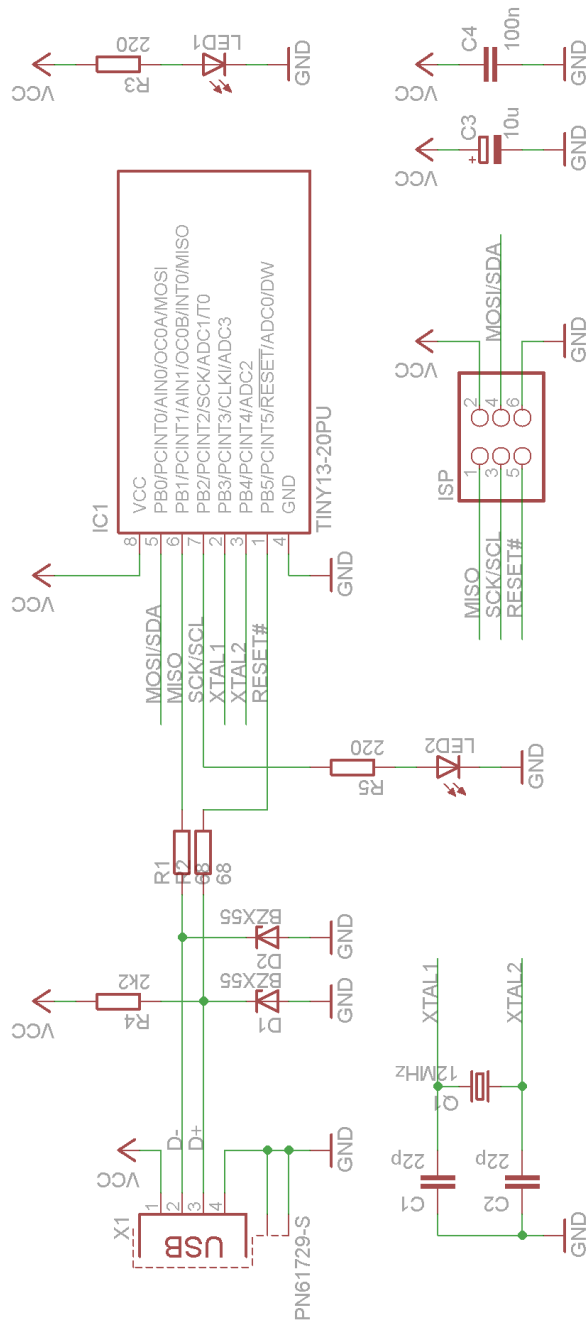 VCC
R3
220
LED1
GND
VCC
C4
100n
GND
VCC
C3
+
10u
GND
IC1
VCC
PB0/PCINT0/AIN0/OC0A/MOSI
PB1/PCINT1/AIN1/OC0B/INT0/MISO
PB2/PCINT2/SCK/ADC1/T0
PB3/PCINT3/CLKI/ADC3
PB4/PCINT4/ADC2
PB5/PCINT5/RESET/ADC0/DW
GND
TINY13-20PU
8
5
6
7
2
3
1
4
VCC
GND
MOSI/SDA
MISO
SCK/SCL
XTAL1
XTAL2
RESET#
VCC
MOSI/SDA
GND
ISP
1
2
3
4
5
6
MISO
SCK/SCL
RESET#
R5
220
LED2
GND
R1
R2
68
68
D2
BZX55
GND
D1
BZX55
GND
VCC
R4
2k2
VCC
D-
D+
X1
USB
1
2
3
4
GND
PN61729-S
XTAL1
XTAL2
Q1
12MHz
C1
22p
C2
22p
GND